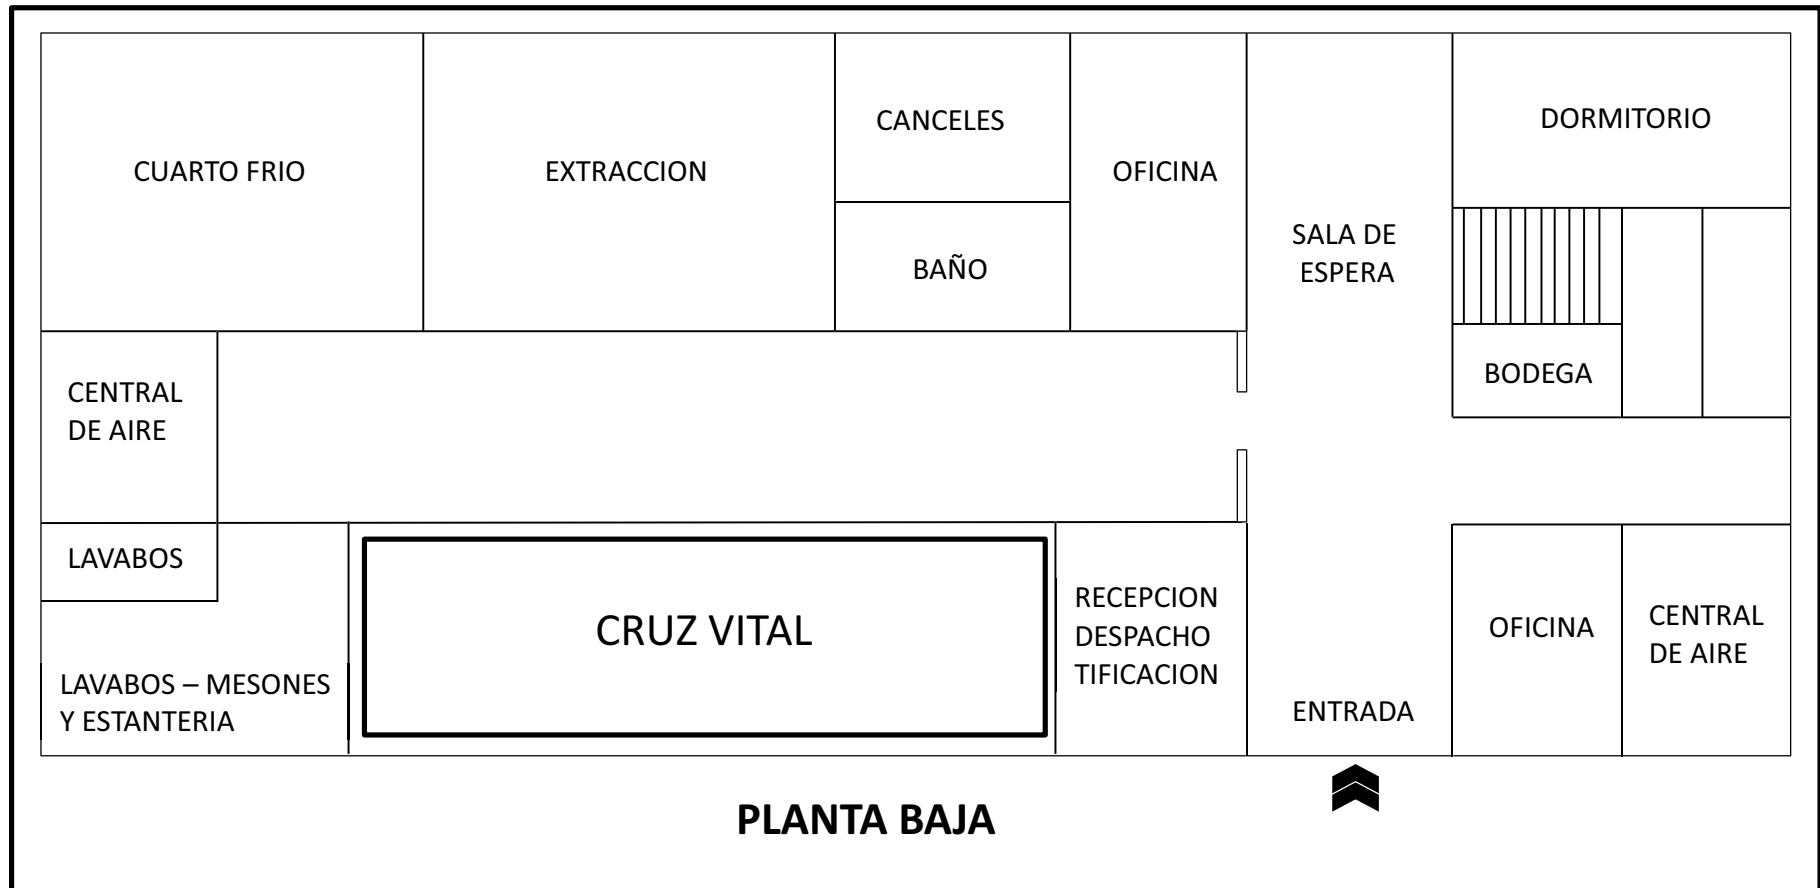 CUARTO FRIO
EXTRACCION
CANCELES
BAÑO
OFICINA
SALA DE
ESPERA
DORMITORIO
BODEGA
CENTRAL
DE AIRE
LAVABOS
LAVABOS – MESONES
Y ESTANTERIA
CRUZ VITAL
RECEPCION
DESPACHO
TIFICACION
ENTRADA
OFICINA
CENTRAL
DE AIRE
PLANTA BAJA